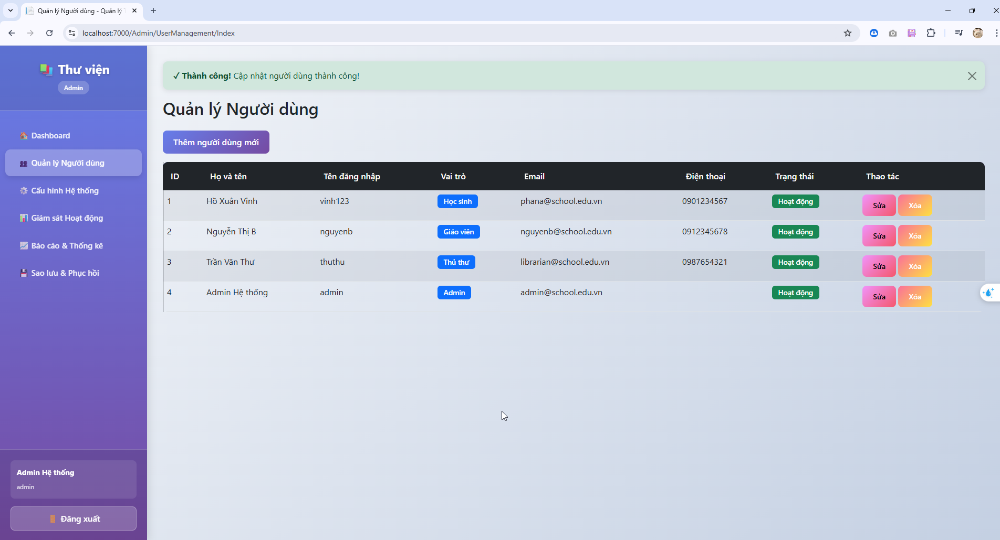 Quản lý Người dùng - Quản lý T
localhost:7000/Admin/UserManagement/Index
Thư viện
Admin
Dashboard
Quản lý Người dùng
Cấu hình Hệ thống
Giám sát Hoạt động
Báo cáo & Thống kê
Sao lưu & Phục hồi
Admin Hệ thống
admin
Đăng xuất
✓ Thành công! Cập nhật người dùng thành công!
Quản lý Người dùng
Thêm người dùng mới
ID Họ và tên Tên đăng nhập Vai trò Email Điện thoại Trạng thái Thao tác
1 Hồ Xuân Vinh vinh123 Học sinh phana@school.edu.vn 0901234567 Hoạt động Sửa Xóa
2 Nguyễn Thị B nguyenb Giáo viên nguyenb@school.edu.vn 0912345678 Hoạt động Sửa Xóa
3 Trần Văn Thư thuthu Thủ thư librarian@school.edu.vn 0987654321 Hoạt động Sửa Xóa
4 Admin Hệ thống admin Admin admin@school.edu.vn Hoạt động Sửa Xóa